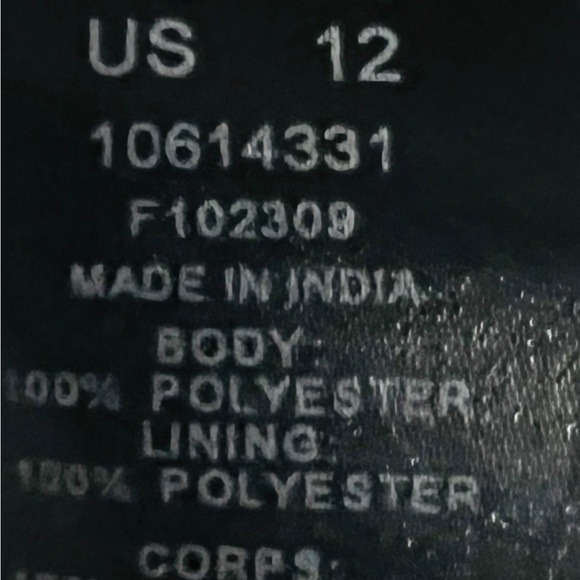 US 12
10614331
F102309
MADE IN INDIA
BODY:
100% POLYESTER
LINING:
100% POLYESTER
CORPS: